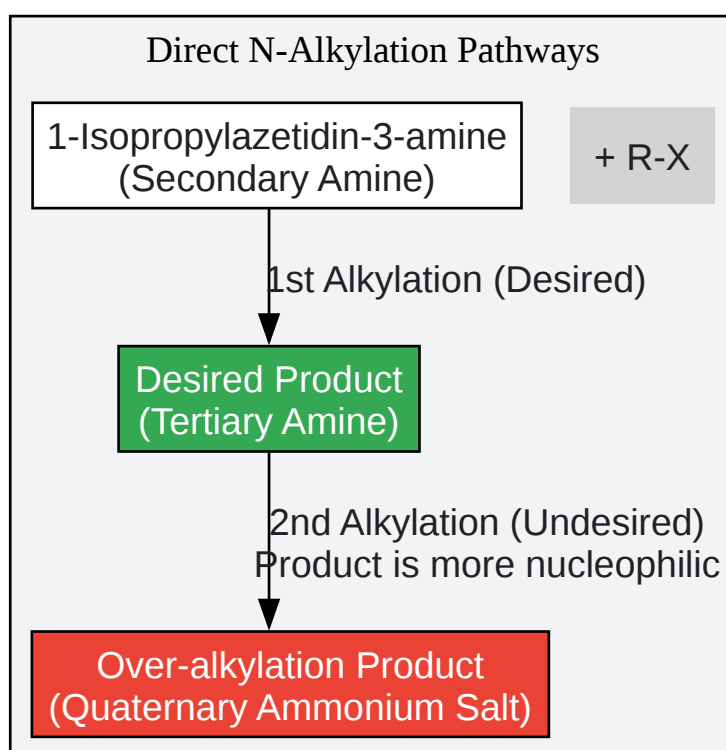 Direct N-Alkylation Pathways
1-Isopropylazetidin-3-amine
(Secondary Amine)
+ R-X
1st Alkylation (Desired)
Desired Product
(Tertiary Amine)
2nd Alkylation (Undesired)
Product is more nucleophilic
Over-alkylation Product
(Quaternary Ammonium Salt)